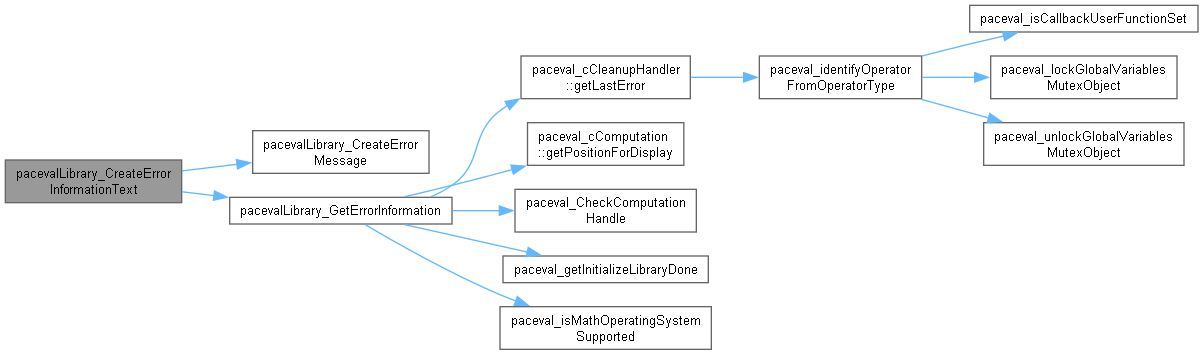 pacevalLibrary_CreateError
InformationText
pacevalLibrary_CreateError
Message
pacevalLibrary_GetErrorInformation
paceval_cCleanupHandler
::getLastError
paceval_cComputation
::getPositionForDisplay
paceval_CheckComputation
Handle
paceval_getInitializeLibraryDone
paceval_isMathOperatingSystem
Supported
paceval_identifyOperator
FromOperatorType
paceval_isCallbackUserFunctionSet
paceval_lockGlobalVariables
MutexObject
paceval_unlockGlobalVariables
MutexObject